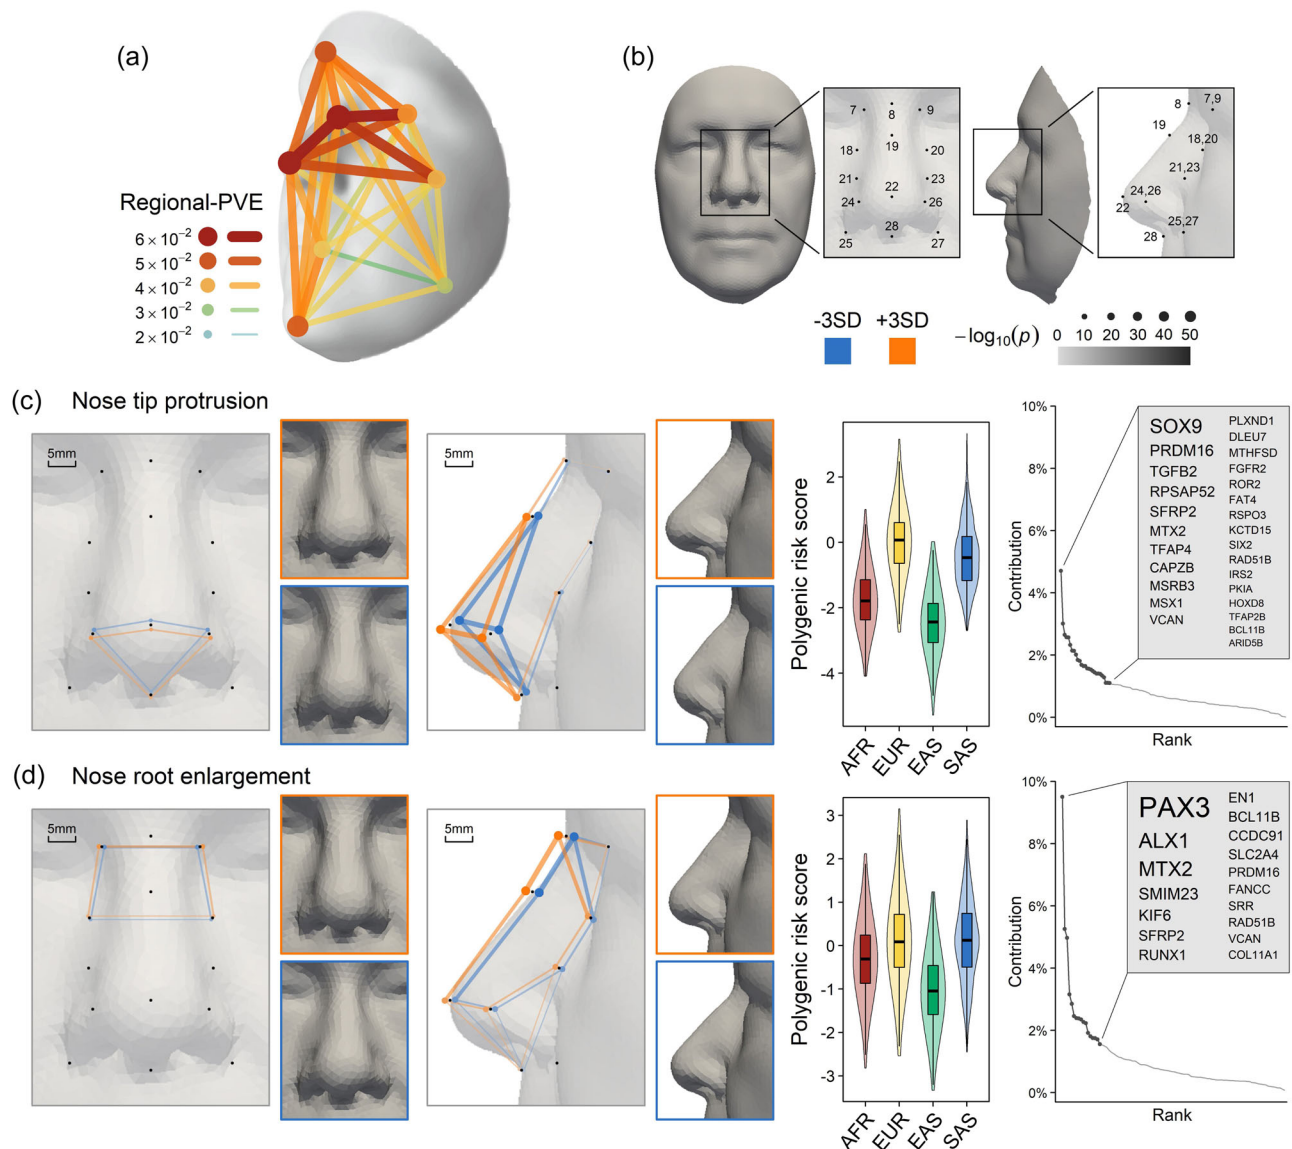 (a)
Regional-PVE
6 × 10⁻²
5 × 10⁻²
4 × 10⁻²
3 × 10⁻²
2 × 10⁻²
(b)
7
8
9
19
18
20
21
22
23
24
26
28
25
27
8
7,9
19
18,20
21,23
24,26
22
25,27
28
-3SD
+3SD
−log₁₀(p)
0 10 20 30 40 50
(c) Nose tip protrusion
5mm
5mm
Polygenic risk score
2
0
-2
-4
AFR
EUR
EAS
SAS
Contribution
10%
8%
6%
4%
2%
0%
Rank
SOX9
PRDM16
TGFB2
RPSAP52
SFRP2
MTX2
TFAP4
CAPZB
MSRB3
MSX1
VCAN
PLXND1
DLEU7
MTHFSD
FGFR2
ROR2
FAT4
RSPO3
KCTD15
SIX2
RAD51B
IRS2
PKIA
HOXD8
TFAP2B
BCL11B
ARID5B
(d) Nose root enlargement
5mm
5mm
Polygenic risk score
3
2
1
0
-1
-2
-3
AFR
EUR
EAS
SAS
Contribution
10%
8%
6%
4%
2%
0%
Rank
PAX3
ALX1
MTX2
SMIM23
KIF6
SFRP2
RUNX1
EN1
BCL11B
CCDC91
SLC2A4
PRDM16
FANCC
SRR
RAD51B
VCAN
COL11A1